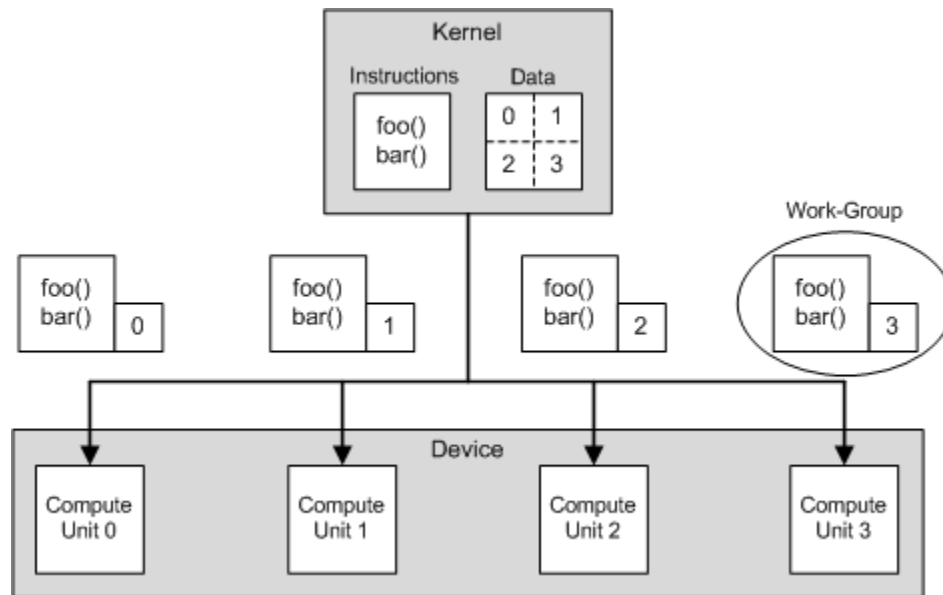 Kernel
Instructions
Data
foo()
bar()
0
1
2
3
Work-Group
foo()
bar()
0
foo()
bar()
1
foo()
bar()
2
foo()
bar()
3
Device
Compute
Unit 0
Compute
Unit 1
Compute
Unit 2
Compute
Unit 3